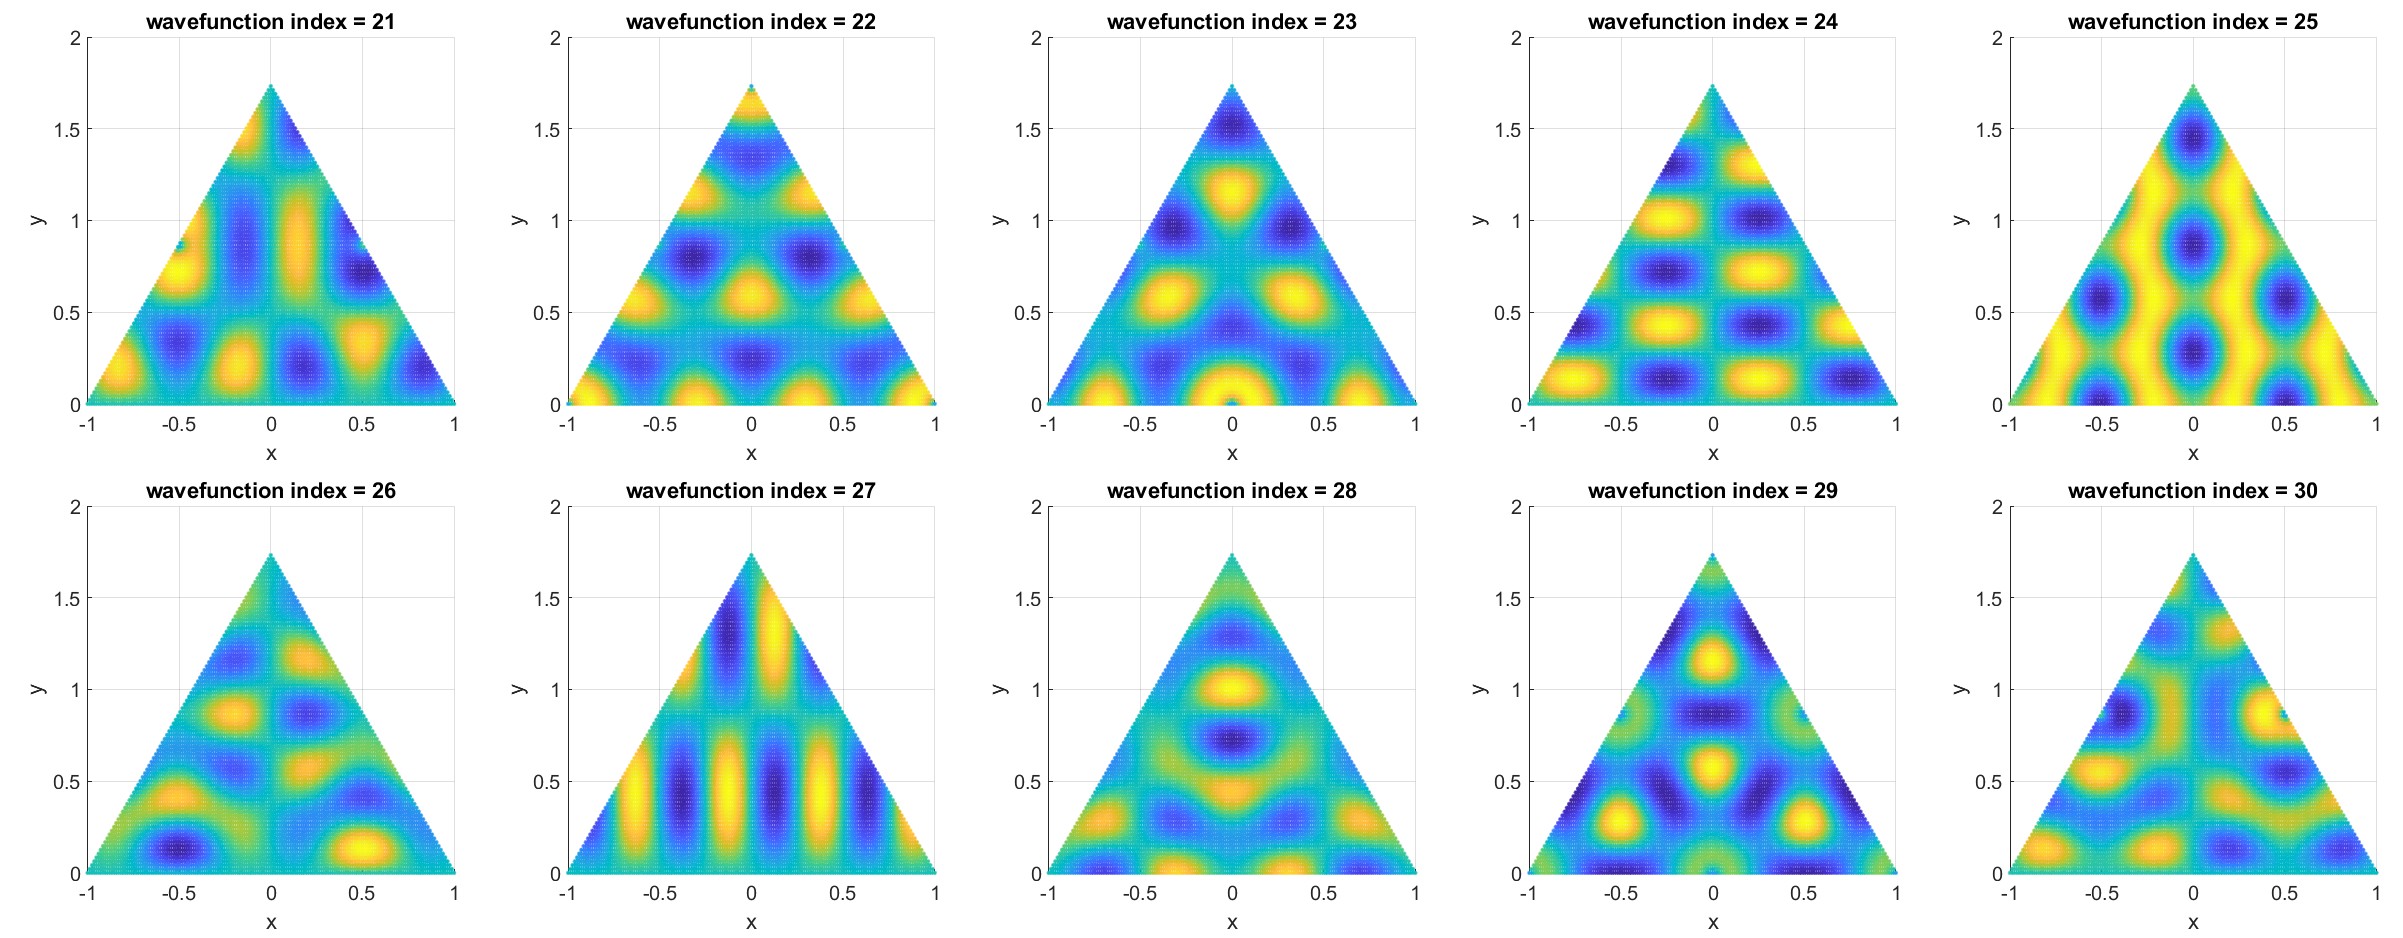 wavefunction index = 21
2
1.5
y
1
0.5
0
-1 -0.5 0 0.5 1
x
wavefunction index = 22
2
1.5
y
1
0.5
0
-1 -0.5 0 0.5 1
x
wavefunction index = 23
2
1.5
y
1
0.5
0
-1 -0.5 0 0.5 1
x
wavefunction index = 24
2
1.5
y
1
0.5
0
-1 -0.5 0 0.5 1
x
wavefunction index = 25
2
1.5
y
1
0.5
0
-1 -0.5 0 0.5 1
x
wavefunction index = 26
2
1.5
y
1
0.5
0
-1 -0.5 0 0.5 1
x
wavefunction index = 27
2
1.5
y
1
0.5
0
-1 -0.5 0 0.5 1
x
wavefunction index = 28
2
1.5
y
1
0.5
0
-1 -0.5 0 0.5 1
x
wavefunction index = 29
2
1.5
y
1
0.5
0
-1 -0.5 0 0.5 1
x
wavefunction index = 30
2
1.5
y
1
0.5
0
-1 -0.5 0 0.5 1
x